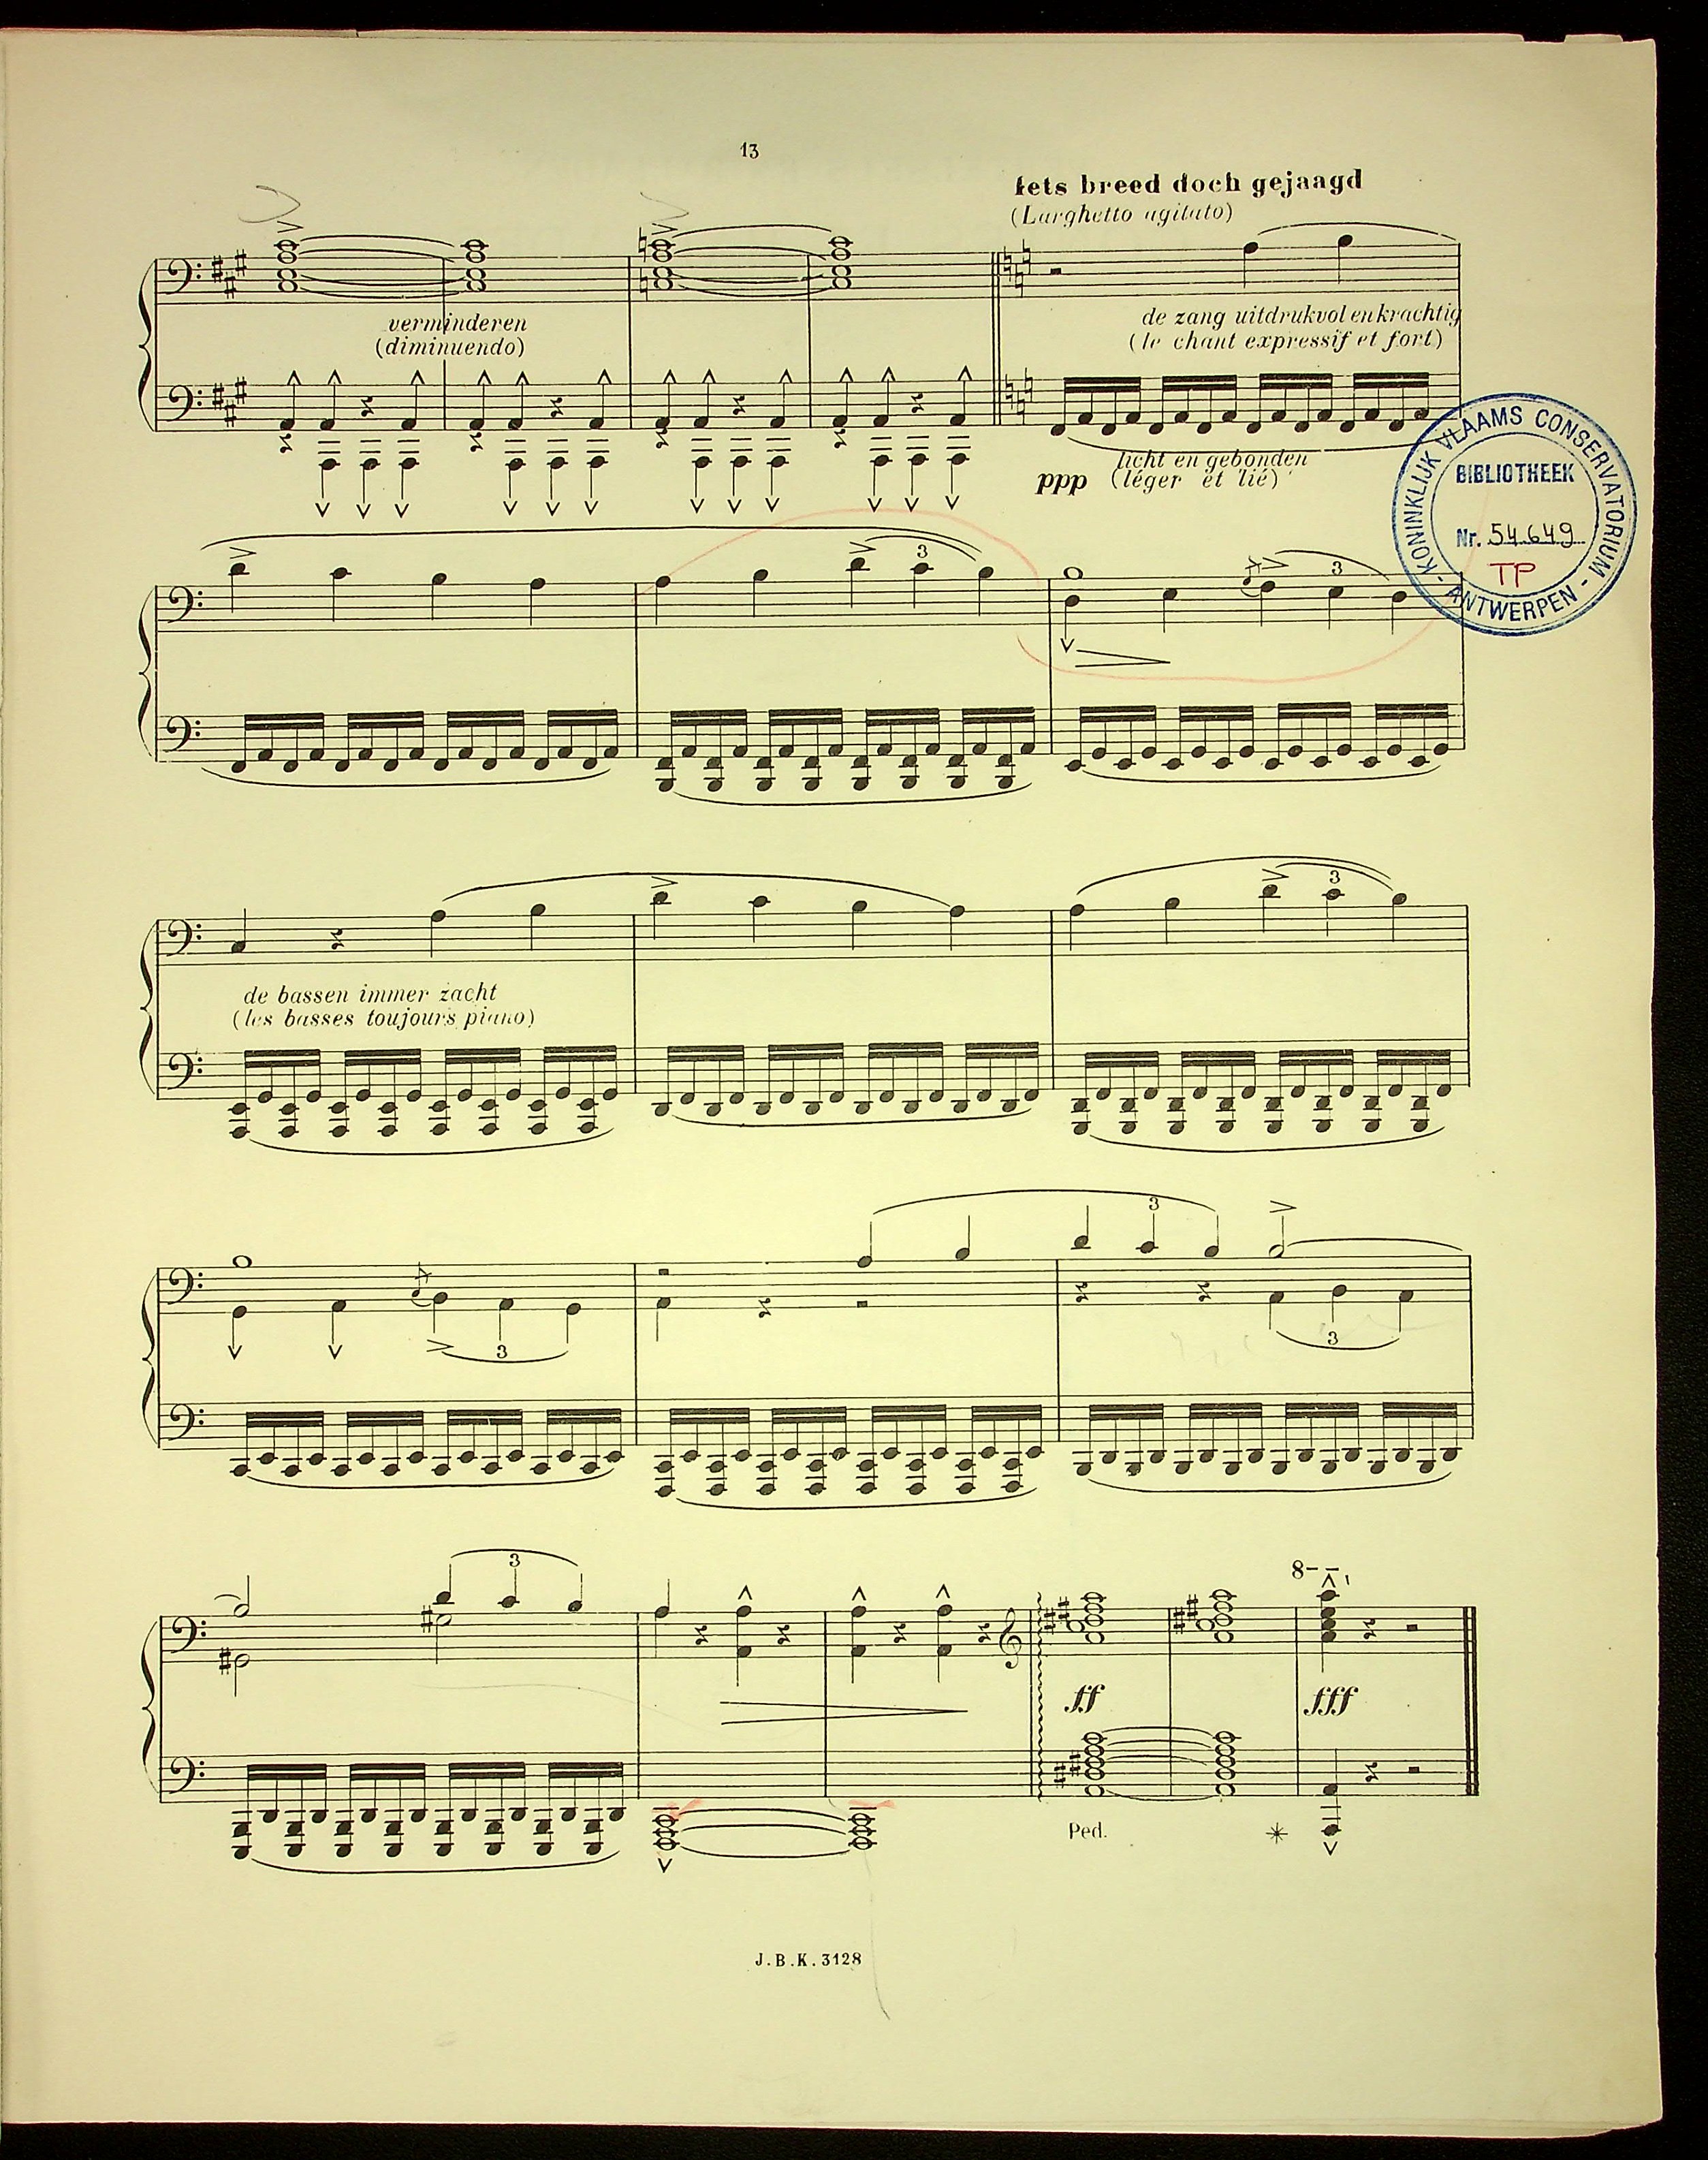 13
Iets breed doch gejaagd
(Larghetto agitato)
verminderen
(diminuendo)
de zang uitdrukvol en krachtig
(le chant expressif et fort)
licht en gebonden
ppp (léger et lié)
KONINKLIJK VLAAMS CONSERVATORIUM - ANTWERPEN -
BIBLIOTHEEK
Nr. 54.649
TP
3
3
3
de bassen immer zacht
(les basses toujours piano)
3
3
3
3
3
8
ff
fff
Ped.
J.B.K. 3128